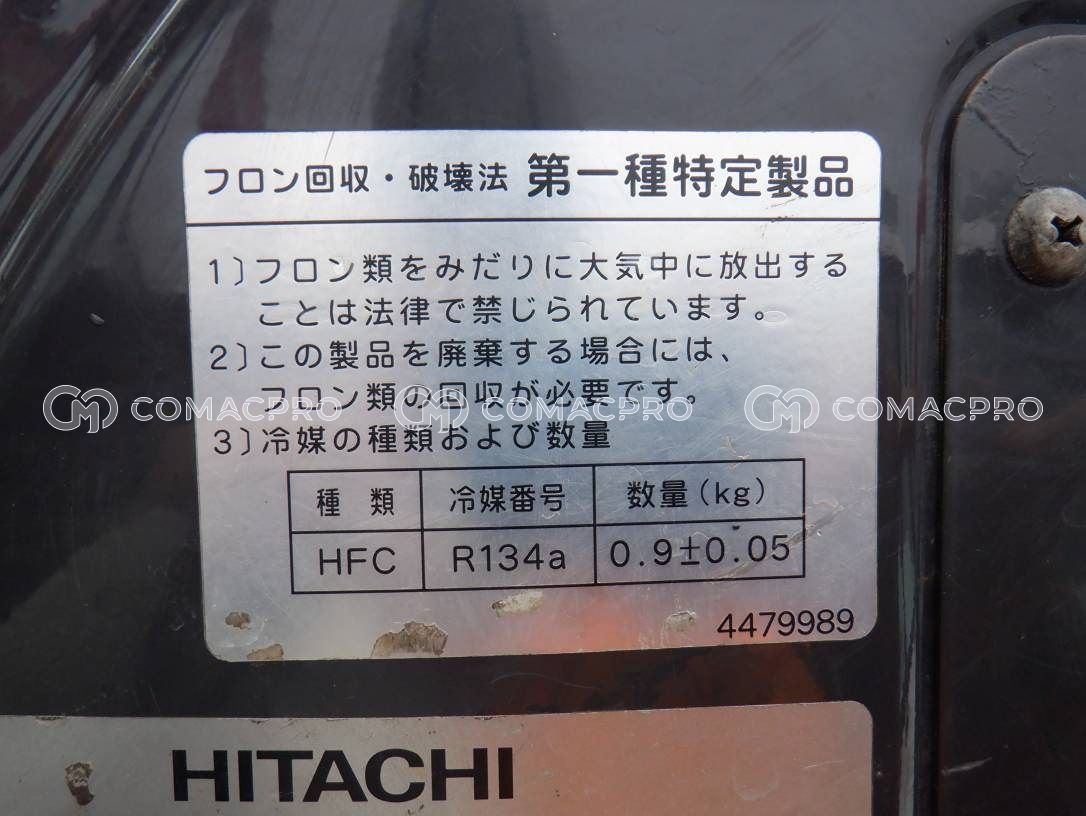 フロン回収・破壊法 第一種特定製品
1)フロン類をみだりに大気中に放出する
ことは法律で禁じられています。
2)この製品を廃棄する場合には、
フロン類の回収が必要です。
COMACPRO COMACPRO COMACPRO
3)冷媒の種類および数量
種類 冷媒番号 数量(kg)
HFC R134a 0.9±0.05
4479989
HITACHI